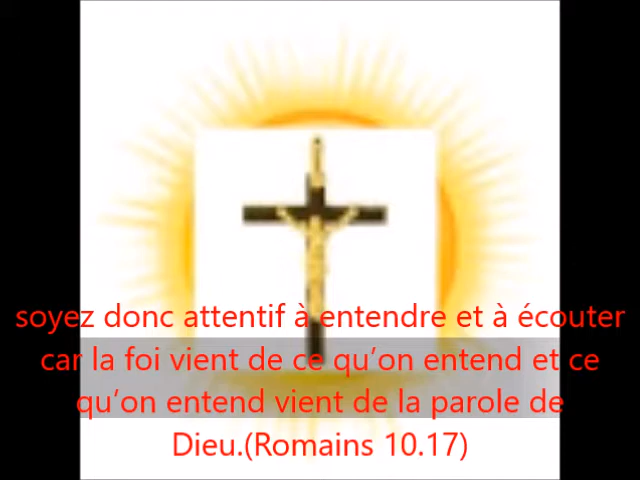 soyez donc attentif à entendre et à écouter
car la foi vient de ce qu’on entend et ce
qu’on entend vient de la parole de
Dieu.(Romains 10.17)